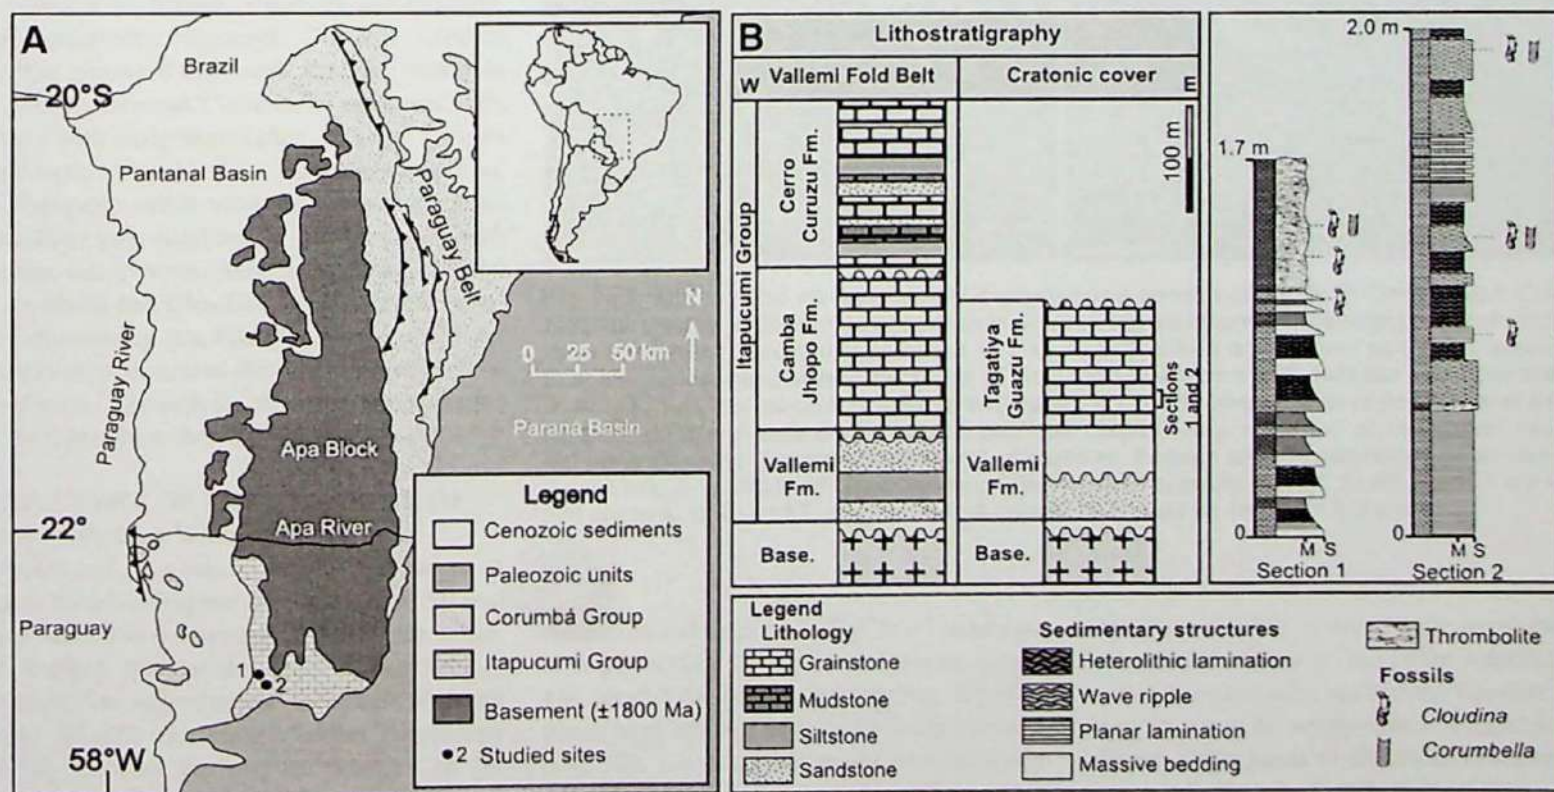 A
Brazil
20°S
Pantanal Basin
Paraguay Belt
Paraguay River
N
0 25 50 km
Paraná Basin
Apa Block
Apa River
22°
Paraguay
1
2
58°W
Legend
Cenozoic sediments
Paleozoic units
Corumbá Group
Itapucumi Group
Basement (±1800 Ma)
2 Studied sites
B
Lithostratigraphy
W Vallemi Fold Belt
Cratonic cover E
Itapucumi Group
Cerro Curuzu Fm.
Camba Jhopo Fm.
Vallemi Fm.
Base.
Tagatiya Guazu Fm.
Vallemi Fm.
Base.
100 m
Sections 1 and 2
1.7 m
0
M S
Section 1
2.0 m
0
M S
Section 2
Legend
Lithology
Grainstone
Mudstone
Siltstone
Sandstone
Sedimentary structures
Heterolithic lamination
Wave ripple
Planar lamination
Massive bedding
Thrombolite
Fossils
Cloudina
Corumbella